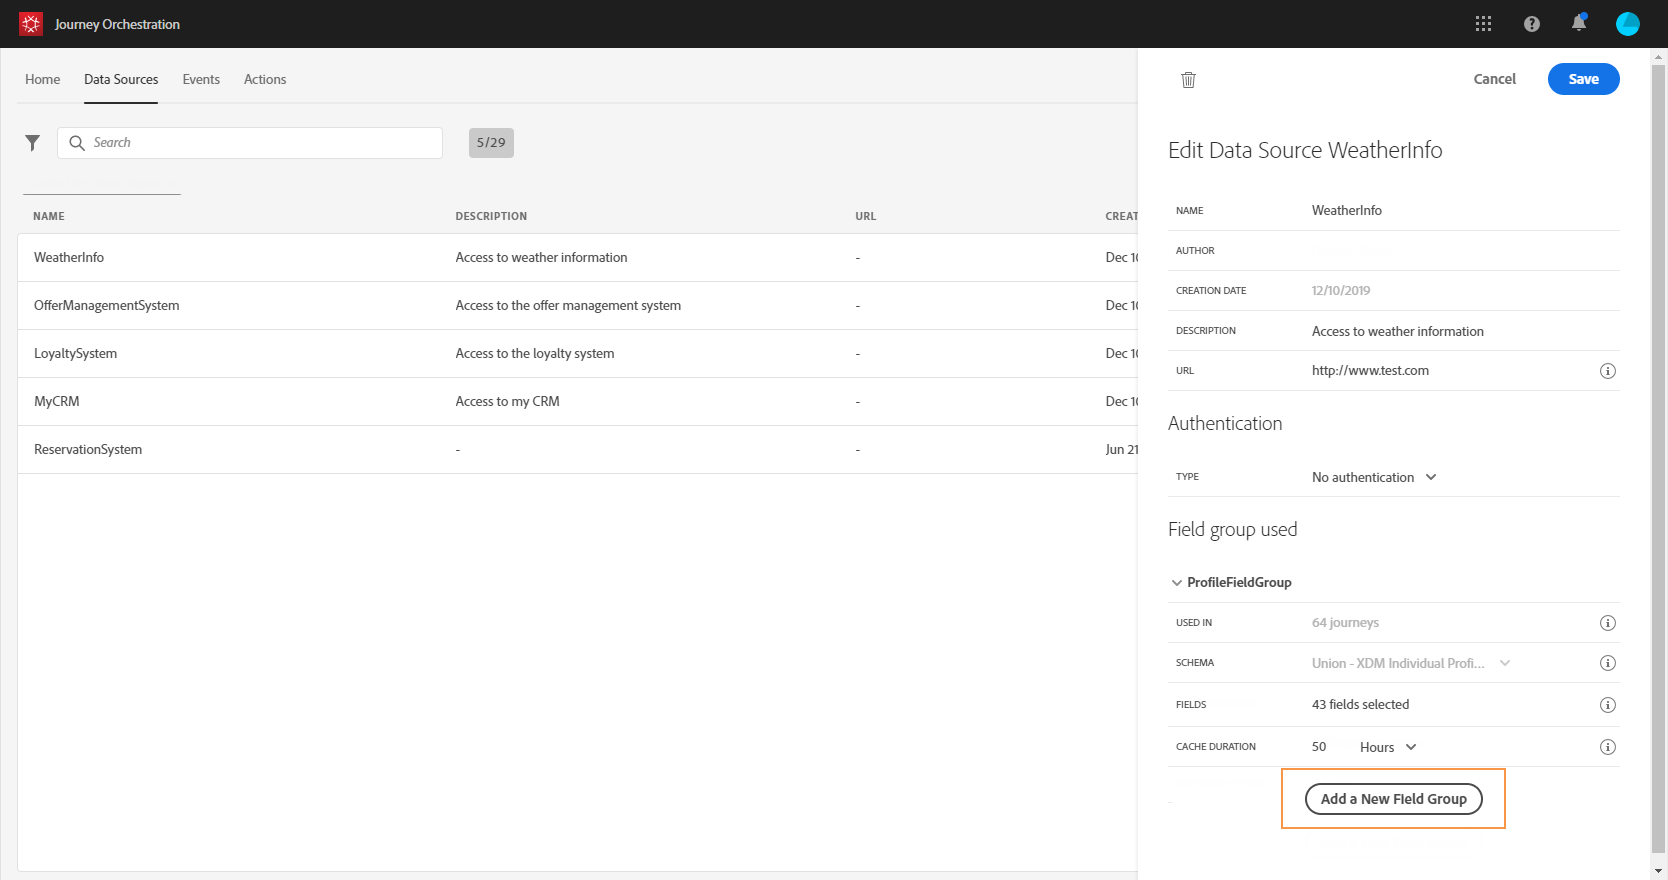 Journey Orchestration
Home Data Sources Events Actions
Search 5/29
NAME DESCRIPTION URL CREAT
WeatherInfo Access to weather information - Dec 10
OfferManagementSystem Access to the offer management system - Dec 10
LoyaltySystem Access to the loyalty system - Dec 10
MyCRM Access to my CRM - Dec 10
ReservationSystem - - Jun 21
Cancel Save
Edit Data Source WeatherInfo
NAME WeatherInfo
AUTHOR
CREATION DATE 12/10/2019
DESCRIPTION Access to weather information
URL http://www.test.com
Authentication
TYPE No authentication
Field group used
ProfileFieldGroup
USED IN 64 journeys
SCHEMA Union - XDM Individual Profi...
FIELDS 43 fields selected
CACHE DURATION 50 Hours
Add a New Field Group